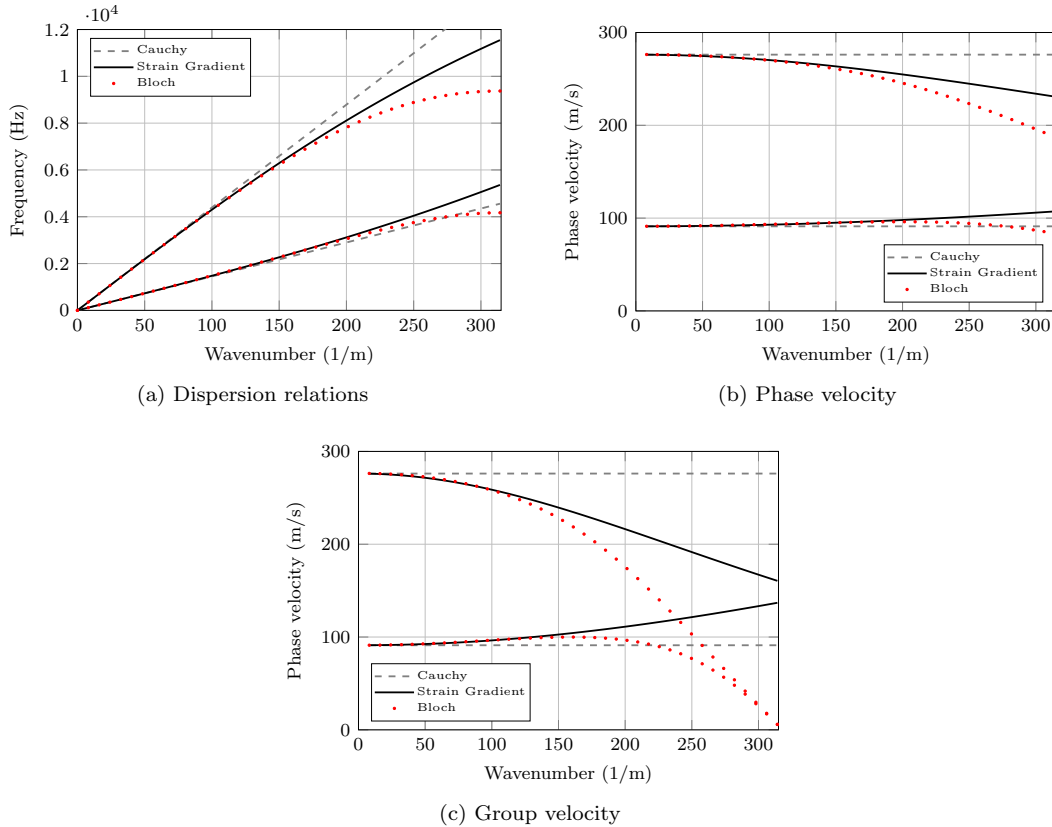 ·10⁴
1.2
1
0.8
0.6
0.4
0.2
0
Frequency (Hz)
Cauchy
Strain Gradient
Bloch
0 50 100 150 200 250 300
Wavenumber (1/m)
(a) Dispersion relations
300
200
100
0
Phase velocity (m/s)
Cauchy
Strain Gradient
Bloch
0 50 100 150 200 250 300
Wavenumber (1/m)
(b) Phase velocity
300
200
100
0
Phase velocity (m/s)
Cauchy
Strain Gradient
Bloch
0 50 100 150 200 250 300
Wavenumber (1/m)
(c) Group velocity